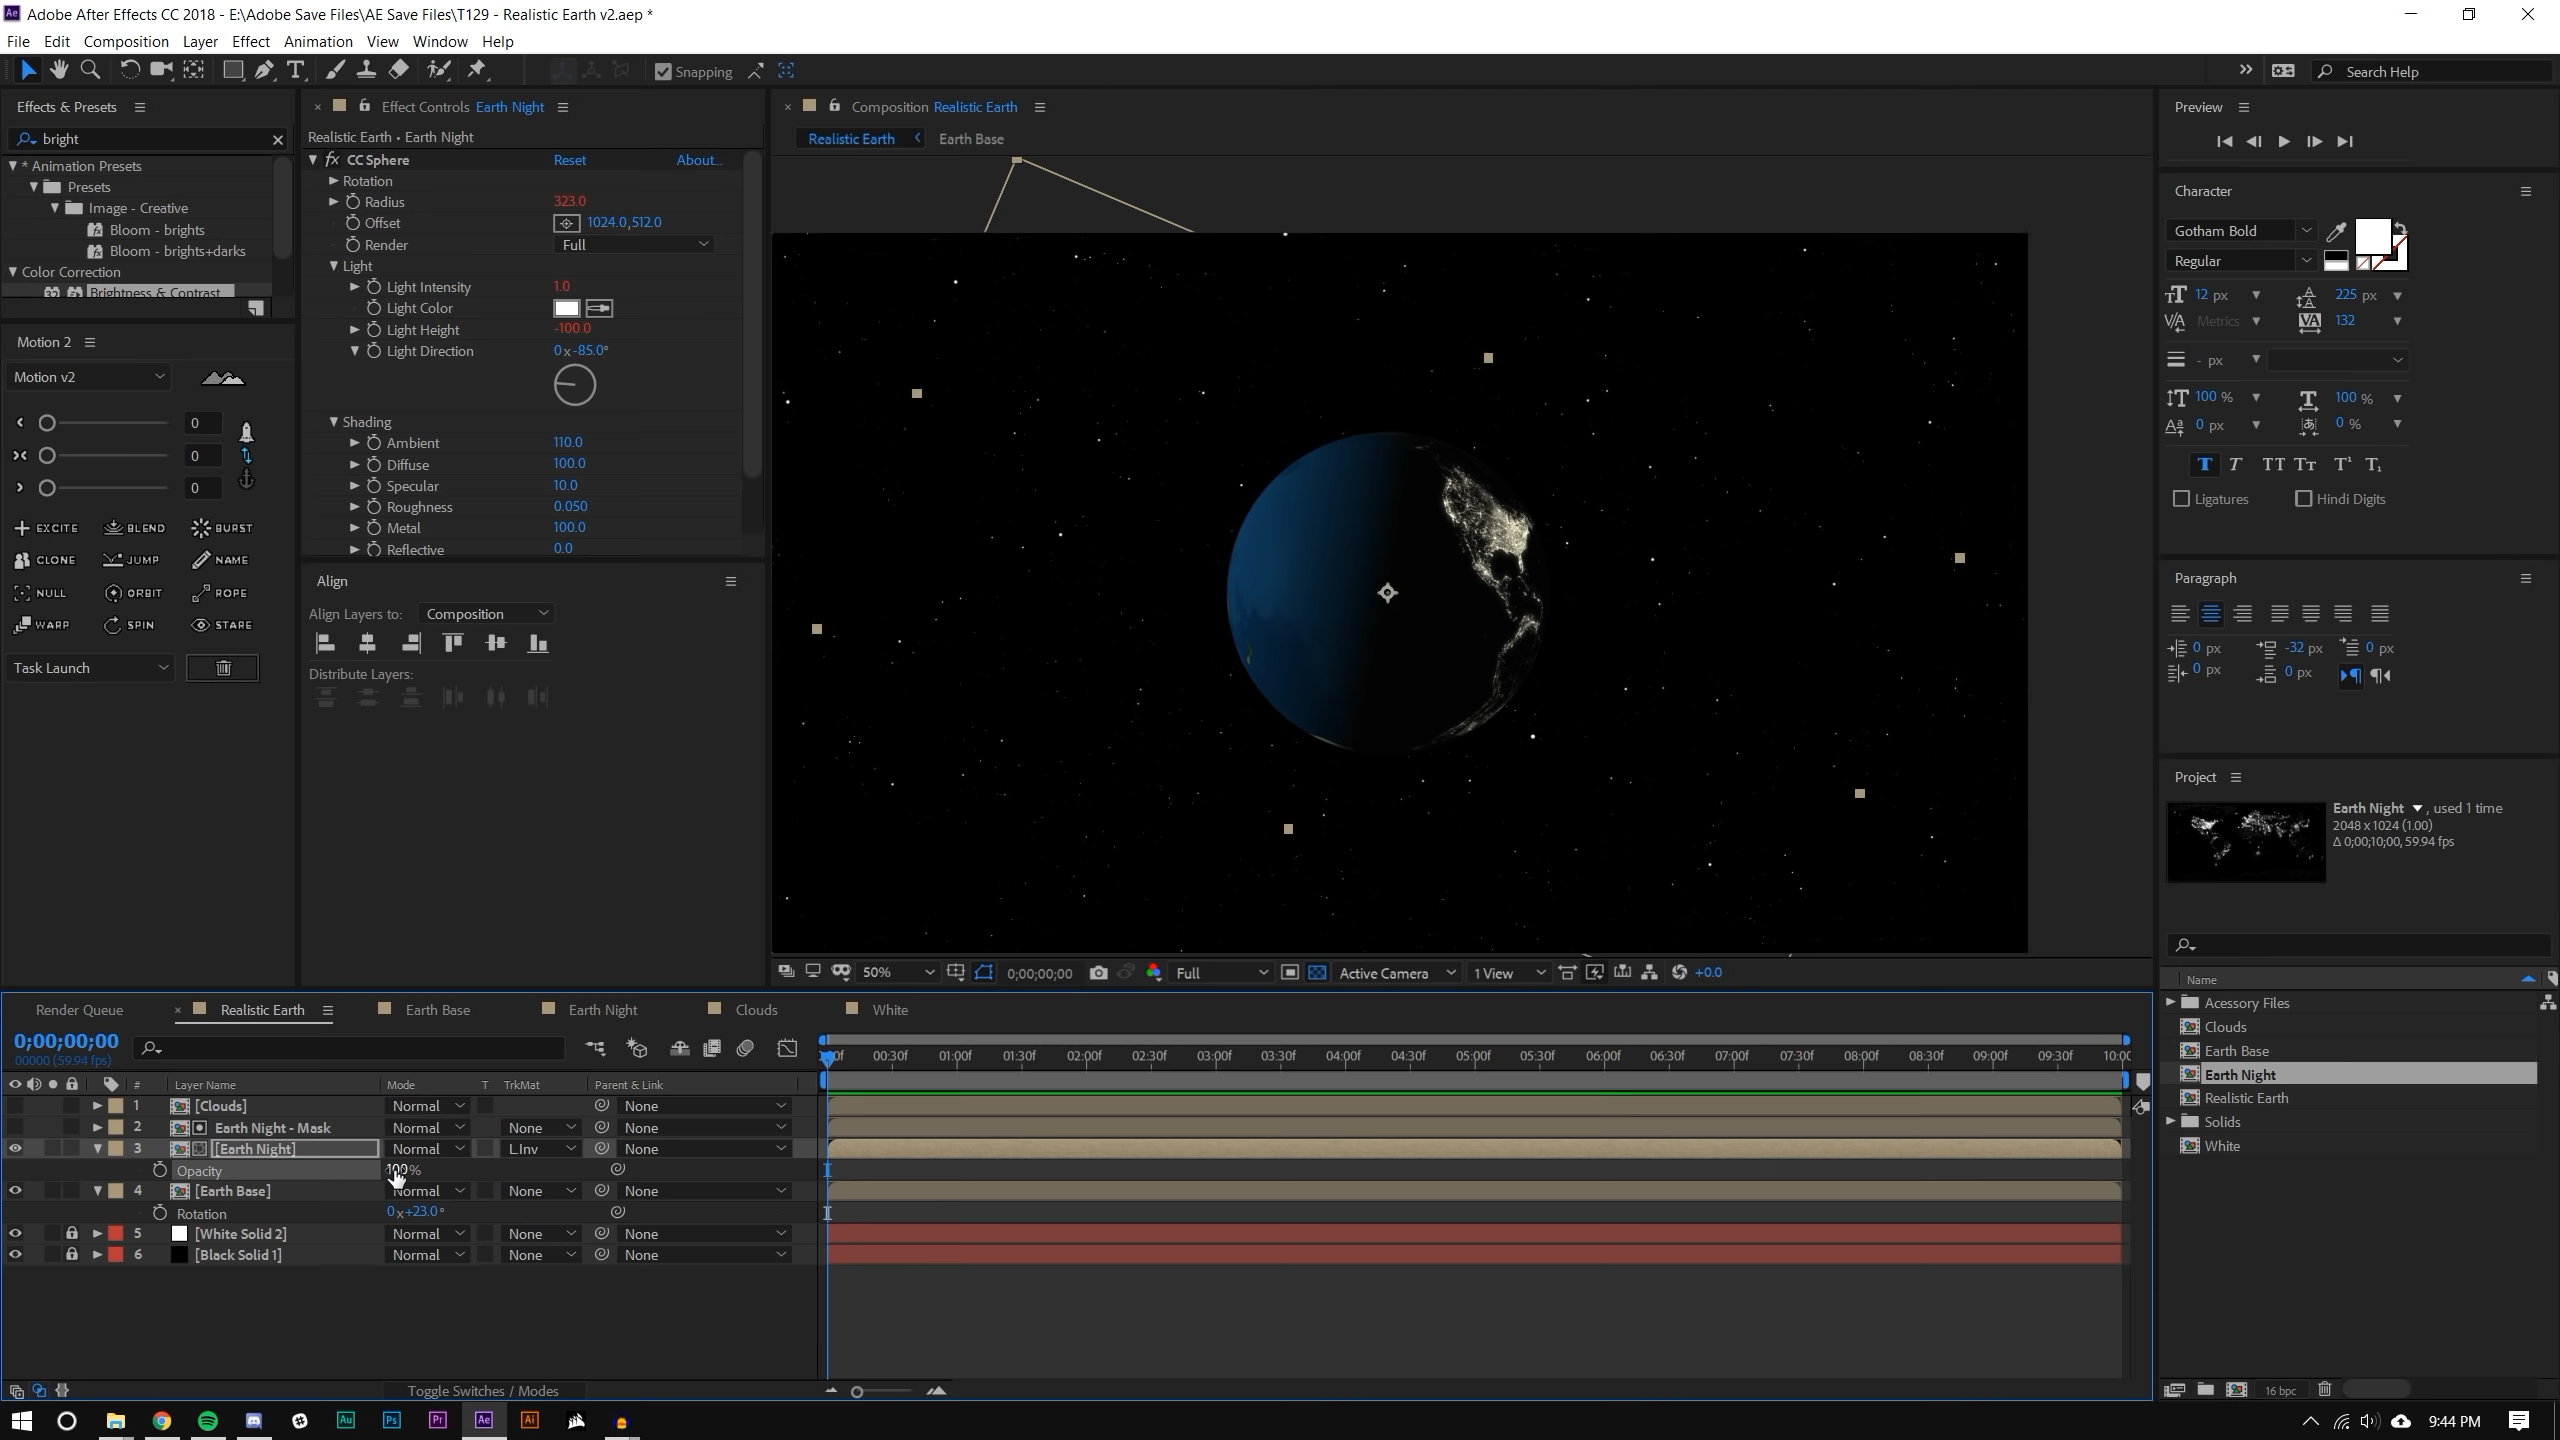 Adobe After Effects CC 2018 - E:\Adobe Save Files\AE Save Files\T129 - Realistic Earth v2.aep *
File Edit Composition Layer Effect Animation View Window Help
Snapping
Search Help
Effects & Presets
bright
* Animation Presets
Presets
Image - Creative
Bloom - brights
Bloom - brights+darks
Color Correction
Brightness & Contrast
Motion 2
Motion v2
0
0
0
EXCITE BLEND BURST
CLONE JUMP NAME
NULL ORBIT ROPE
WARP SPIN STARE
Task Launch
Effect Controls Earth Night
Realistic Earth • Earth Night
fx CC Sphere Reset About...
Rotation
Radius 323.0
Offset 1024.0,512.0
Render Full
Light
Light Intensity 1.0
Light Color
Light Height -100.0
Light Direction 0x-85.0°
Shading
Ambient 110.0
Diffuse 100.0
Specular 10.0
Roughness 0.050
Metal 100.0
Reflective 0.0
Align
Align Layers to: Composition
Distribute Layers:
Composition Realistic Earth
Realistic Earth Earth Base
50% 0;00;00;00 Full Active Camera 1 View +0.0
Preview
Character
Gotham Bold
Regular
12 px 225 px
Metrics 132
- px
100 % 100 %
0 px 0 %
T T TT Tт T¹ T₁
Ligatures Hindi Digits
Paragraph
0 px -32 px 0 px
0 px 0 px
Project
Earth Night , used 1 time
2048 x 1024 (1.00)
Δ 0;00;10;00, 59.94 fps
Name
Acessory Files
Clouds
Earth Base
Earth Night
Realistic Earth
Solids
White
16 bpc
Render Queue Realistic Earth Earth Base Earth Night Clouds White
0;00;00;00
00000 (59.94 fps)
00:30f 01:00f 01:30f 02:00f 02:30f 03:00f 03:30f 04:00f 04:30f 05:00f 05:30f 06:00f 06:30f 07:00f 07:30f 08:00f 08:30f 09:00f 09:30f
# Layer Name Mode T TrkMat Parent & Link
1 [Clouds] Normal None
2 Earth Night - Mask Normal None None
3 [Earth Night] Normal L.Inv None
Opacity 100%
4 [Earth Base] Normal None None
Rotation 0x+23.0°
5 [White Solid 2] Normal None None
6 [Black Solid 1] Normal None None
Toggle Switches / Modes
Au Ps Pr Ae Ai
9:44 PM